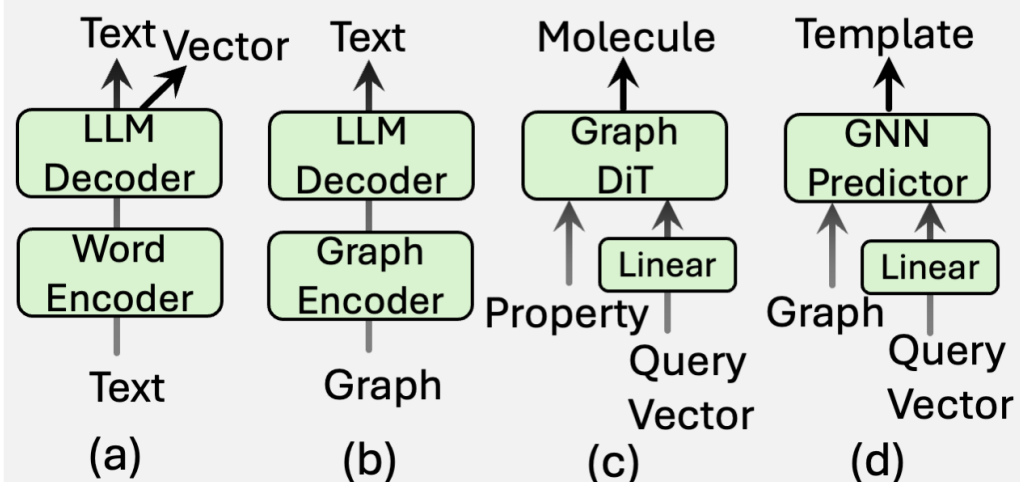 Text Vector
LLM
Decoder
Word
Encoder
Text
(a)
Text
LLM
Decoder
Graph
Encoder
Graph
(b)
Molecule
Graph
DiT
Linear
Property
Query
Vector
(c)
Template
GNN
Predictor
Linear
Graph
Query
Vector
(d)